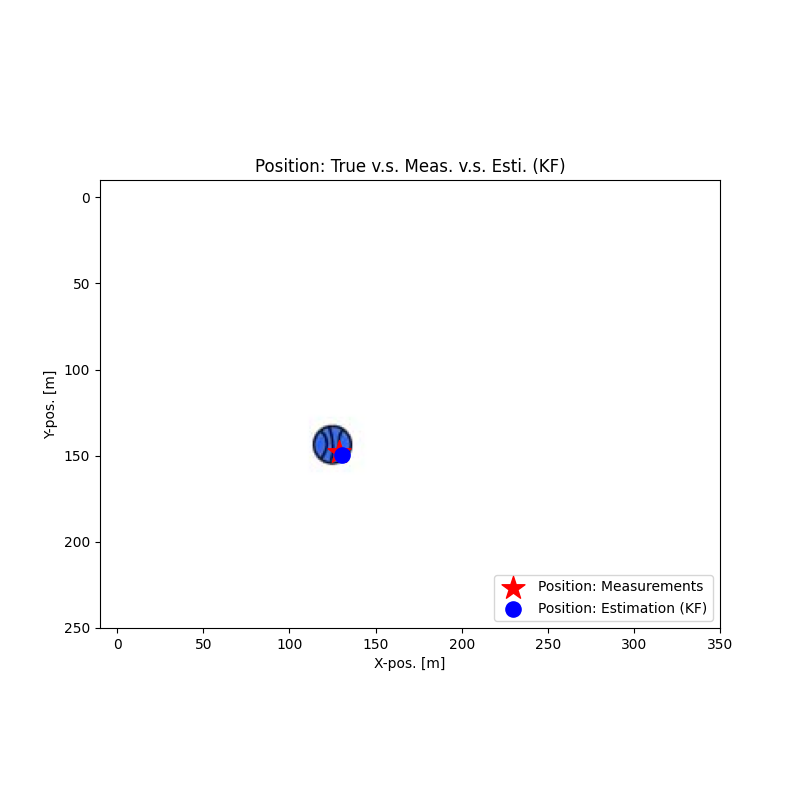 Position: True v.s. Meas. v.s. Esti. (KF)
0
50
100
150
200
250
Y-pos. [m]
Position: Measurements
Position: Estimation (KF)
0 50 100 150 200 250 300 350
X-pos. [m]